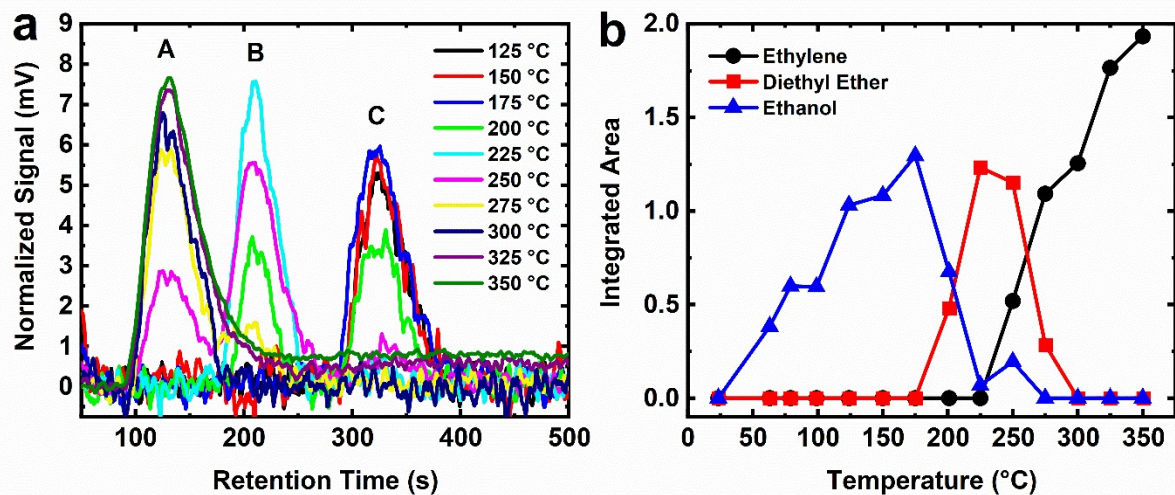 a
Normalized Signal (mV)
9
8
7
6
5
4
3
2
1
0
A
B
C
125 °C
150 °C
175 °C
200 °C
225 °C
250 °C
275 °C
300 °C
325 °C
350 °C
100 200 300 400 500
Retention Time (s)
b
Integrated Area
2.0
1.5
1.0
0.5
0.0
Ethylene
Diethyl Ether
Ethanol
0 50 100 150 200 250 300 350
Temperature (°C)